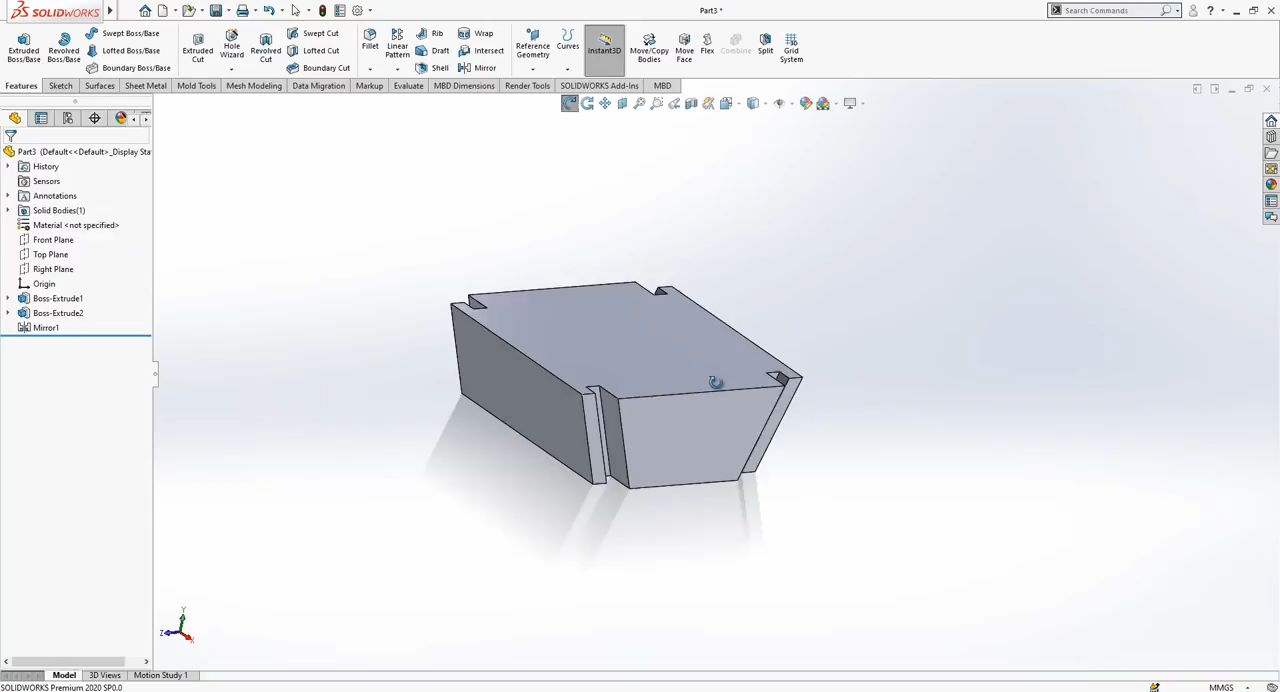 SOLIDWORKS
Part3 *
Search Commands
Extruded Boss/Base
Revolved Boss/Base
Swept Boss/Base
Lofted Boss/Base
Boundary Boss/Base
Extruded Cut
Hole Wizard
Revolved Cut
Swept Cut
Lofted Cut
Boundary Cut
Fillet
Linear Pattern
Rib
Draft
Shell
Wrap
Intersect
Mirror
Reference Geometry
Curves
Instant3D
Move/Copy Bodies
Move Face
Flex
Combine
Split
Grid System
Features Sketch Surfaces Sheet Metal Mold Tools Mesh Modeling Data Migration Markup Evaluate MBD Dimensions Render Tools SOLIDWORKS Add-Ins MBD
Part3 (Default<<Default>_Display Sta
History
Sensors
Annotations
Solid Bodies(1)
Material <not specified>
Front Plane
Top Plane
Right Plane
Origin
Boss-Extrude1
Boss-Extrude2
Mirror1
Y
Z
X
Model 3D Views Motion Study 1
SOLIDWORKS Premium 2020 SP0.0
MMGS